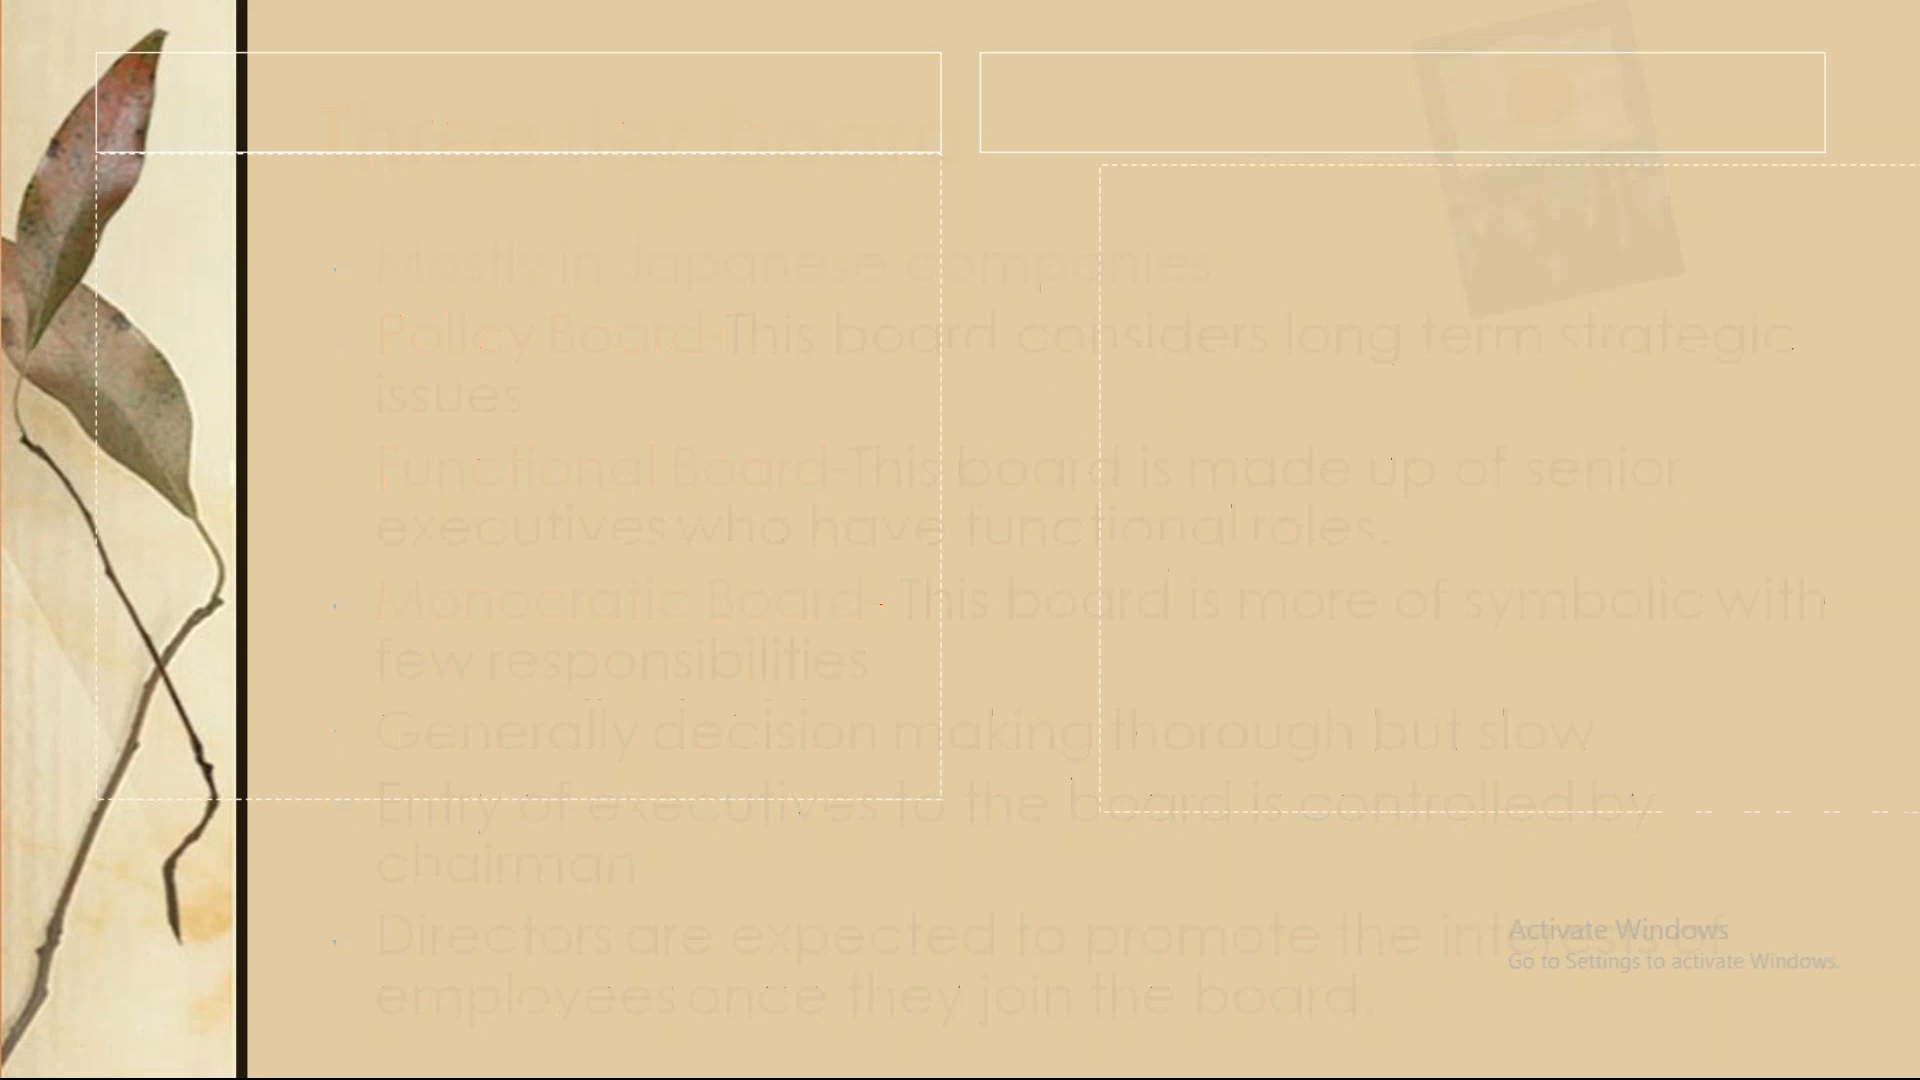 Three tier board
Mostly in Japanese companies
Policy Board-This board considers long term strategic
issues
Functional Board-This board is made up of senior
executives who have functional roles.
Monocratic Board- This board is more of symbolic with
few responsibilities
Generally decision making thorough but slow
Entry of executives to the board is controlled by
chairman
Directors are expected to promote the interests of
employees once they join the board.
Activate Windows
Go to Settings to activate Windows.